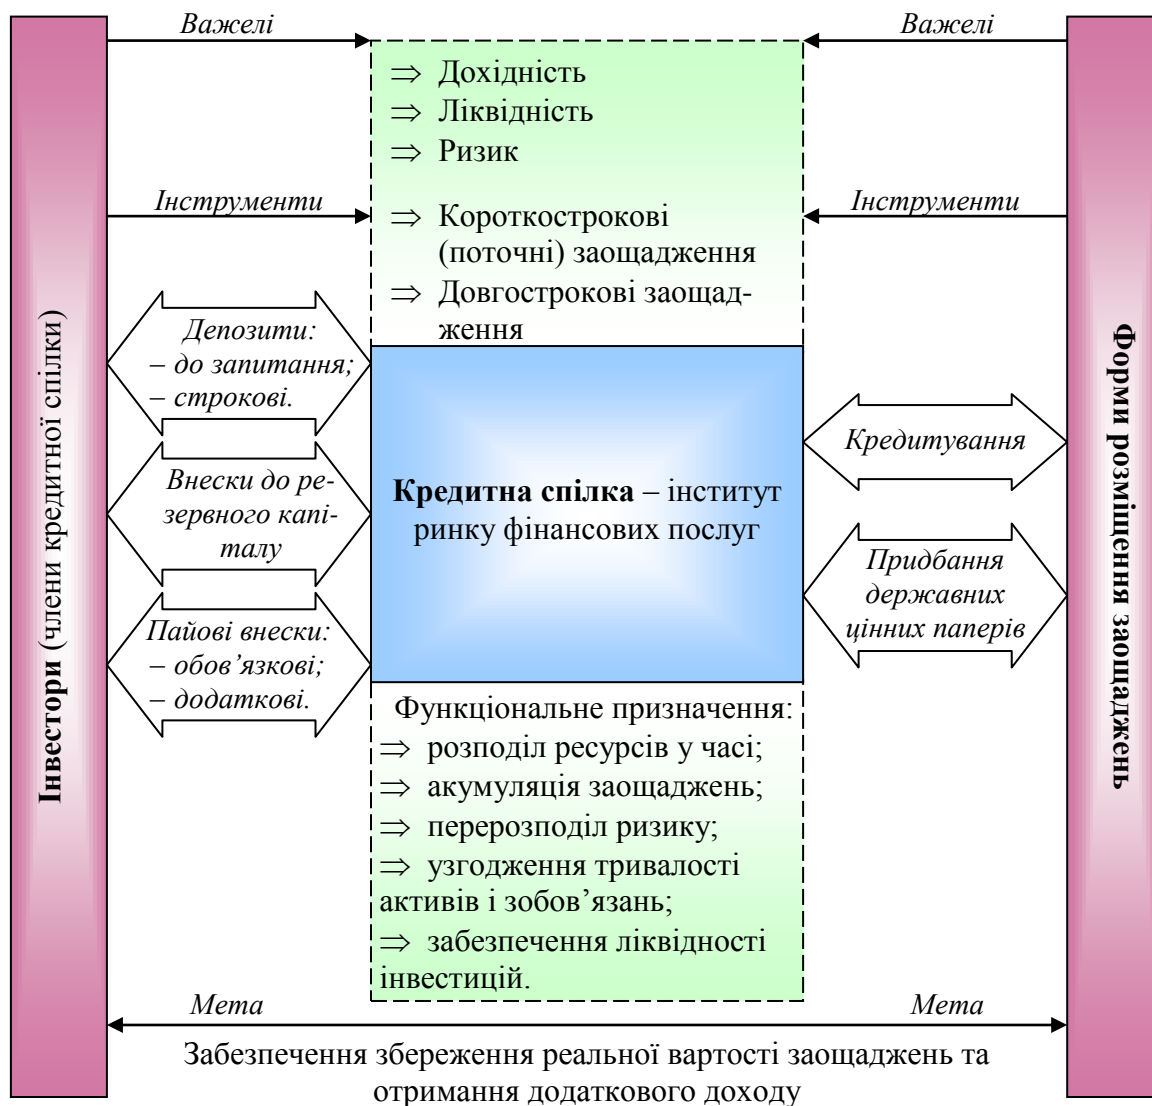 Важелі
Важелі
⇒ Дохідність
⇒ Ліквідність
⇒ Ризик
Інструменти
Інструменти
⇒ Короткострокові
(поточні) заощадження
⇒ Довгострокові заощад-
ження
Інвестори (члени кредитної спілки)
Депозити:
– до запитання;
– строкові.
Внески до ре-
зервного капі-
талу
Пайові внески:
– обов’язкові;
– додаткові.
Кредитна спілка – інститут
ринку фінансових послуг
Кредитування
Придбання
державних
цінних паперів
Форми розміщення заощаджень
Функціональне призначення:
⇒ розподіл ресурсів у часі;
⇒ акумуляція заощаджень;
⇒ перерозподіл ризику;
⇒ узгодження тривалості
активів і зобов’язань;
⇒ забезпечення ліквідності
інвестицій.
Мета
Мета
Забезпечення збереження реальної вартості заощаджень та
отримання додаткового доходу